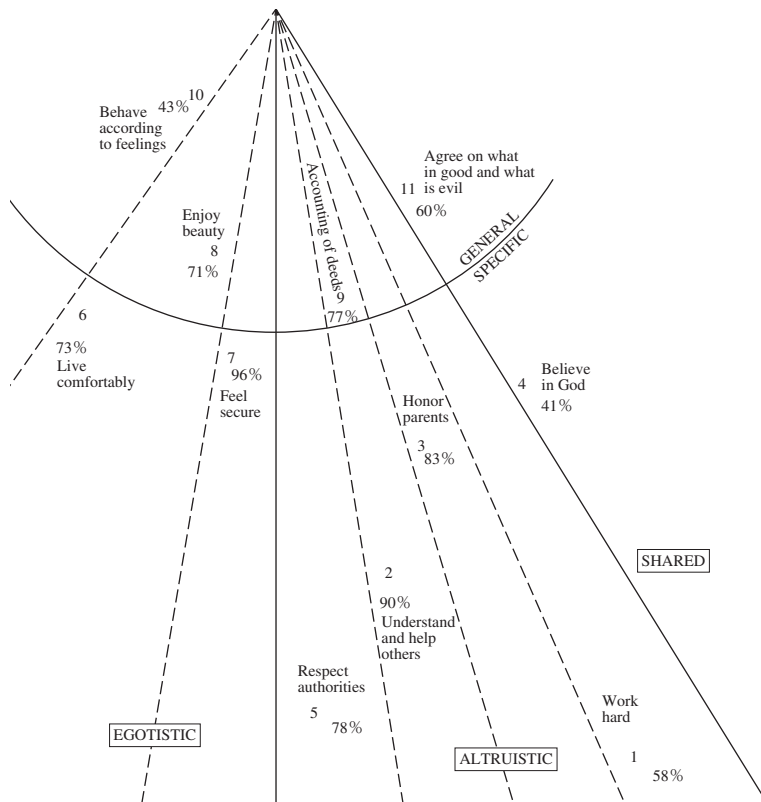 10
43%
Behave
according
to feelings
Agree on what
in good and what
is evil
11
60%
Accounting of deeds
9
77%
Enjoy
beauty
8
71%
GENERAL
SPECIFIC
6
73%
Live
comfortably
7
96%
Feel
secure
4
Believe
in God
41%
Honor
parents
3
83%
SHARED
2
90%
Understand
and help
others
Respect
authorities
5
78%
Work
hard
1
58%
EGOTISTIC
ALTRUISTIC